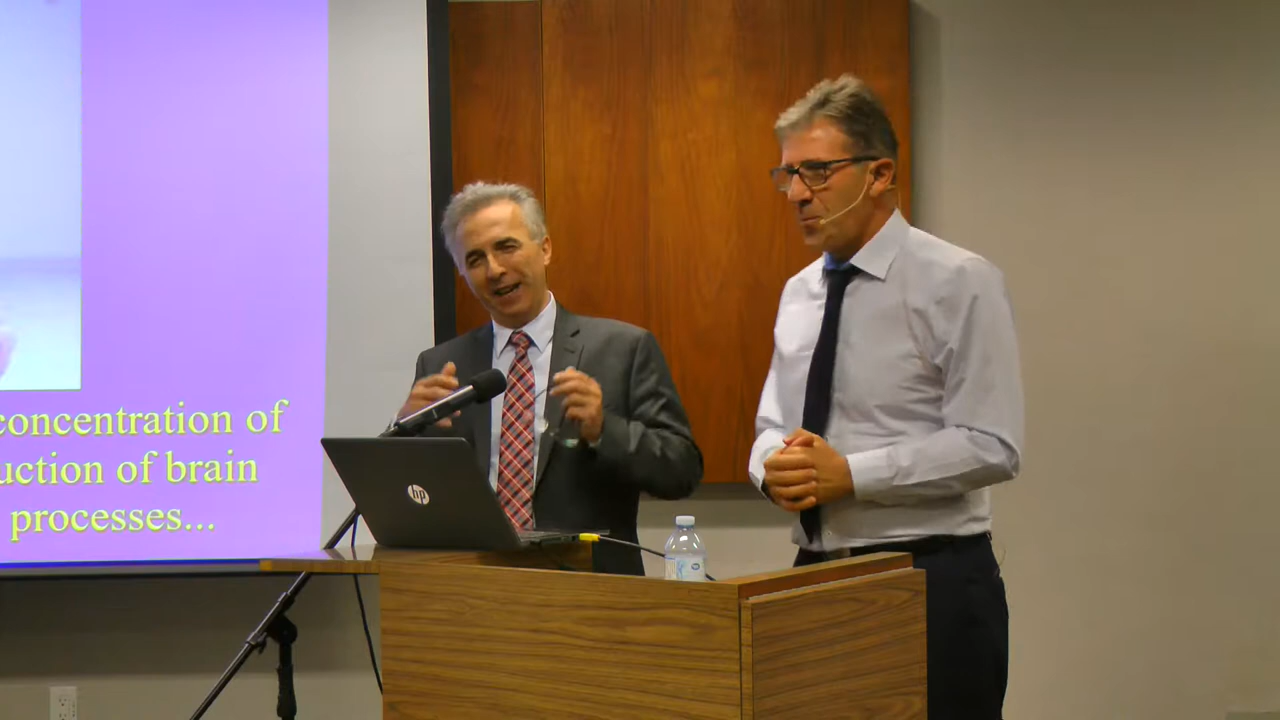 concentration of
uction of brain
processes...
hp